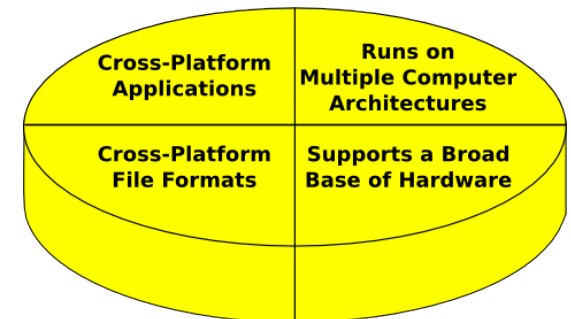 Cross-Platform
Applications
Runs on
Multiple Computer
Architectures
Cross-Platform
File Formats
Supports a Broad
Base of Hardware